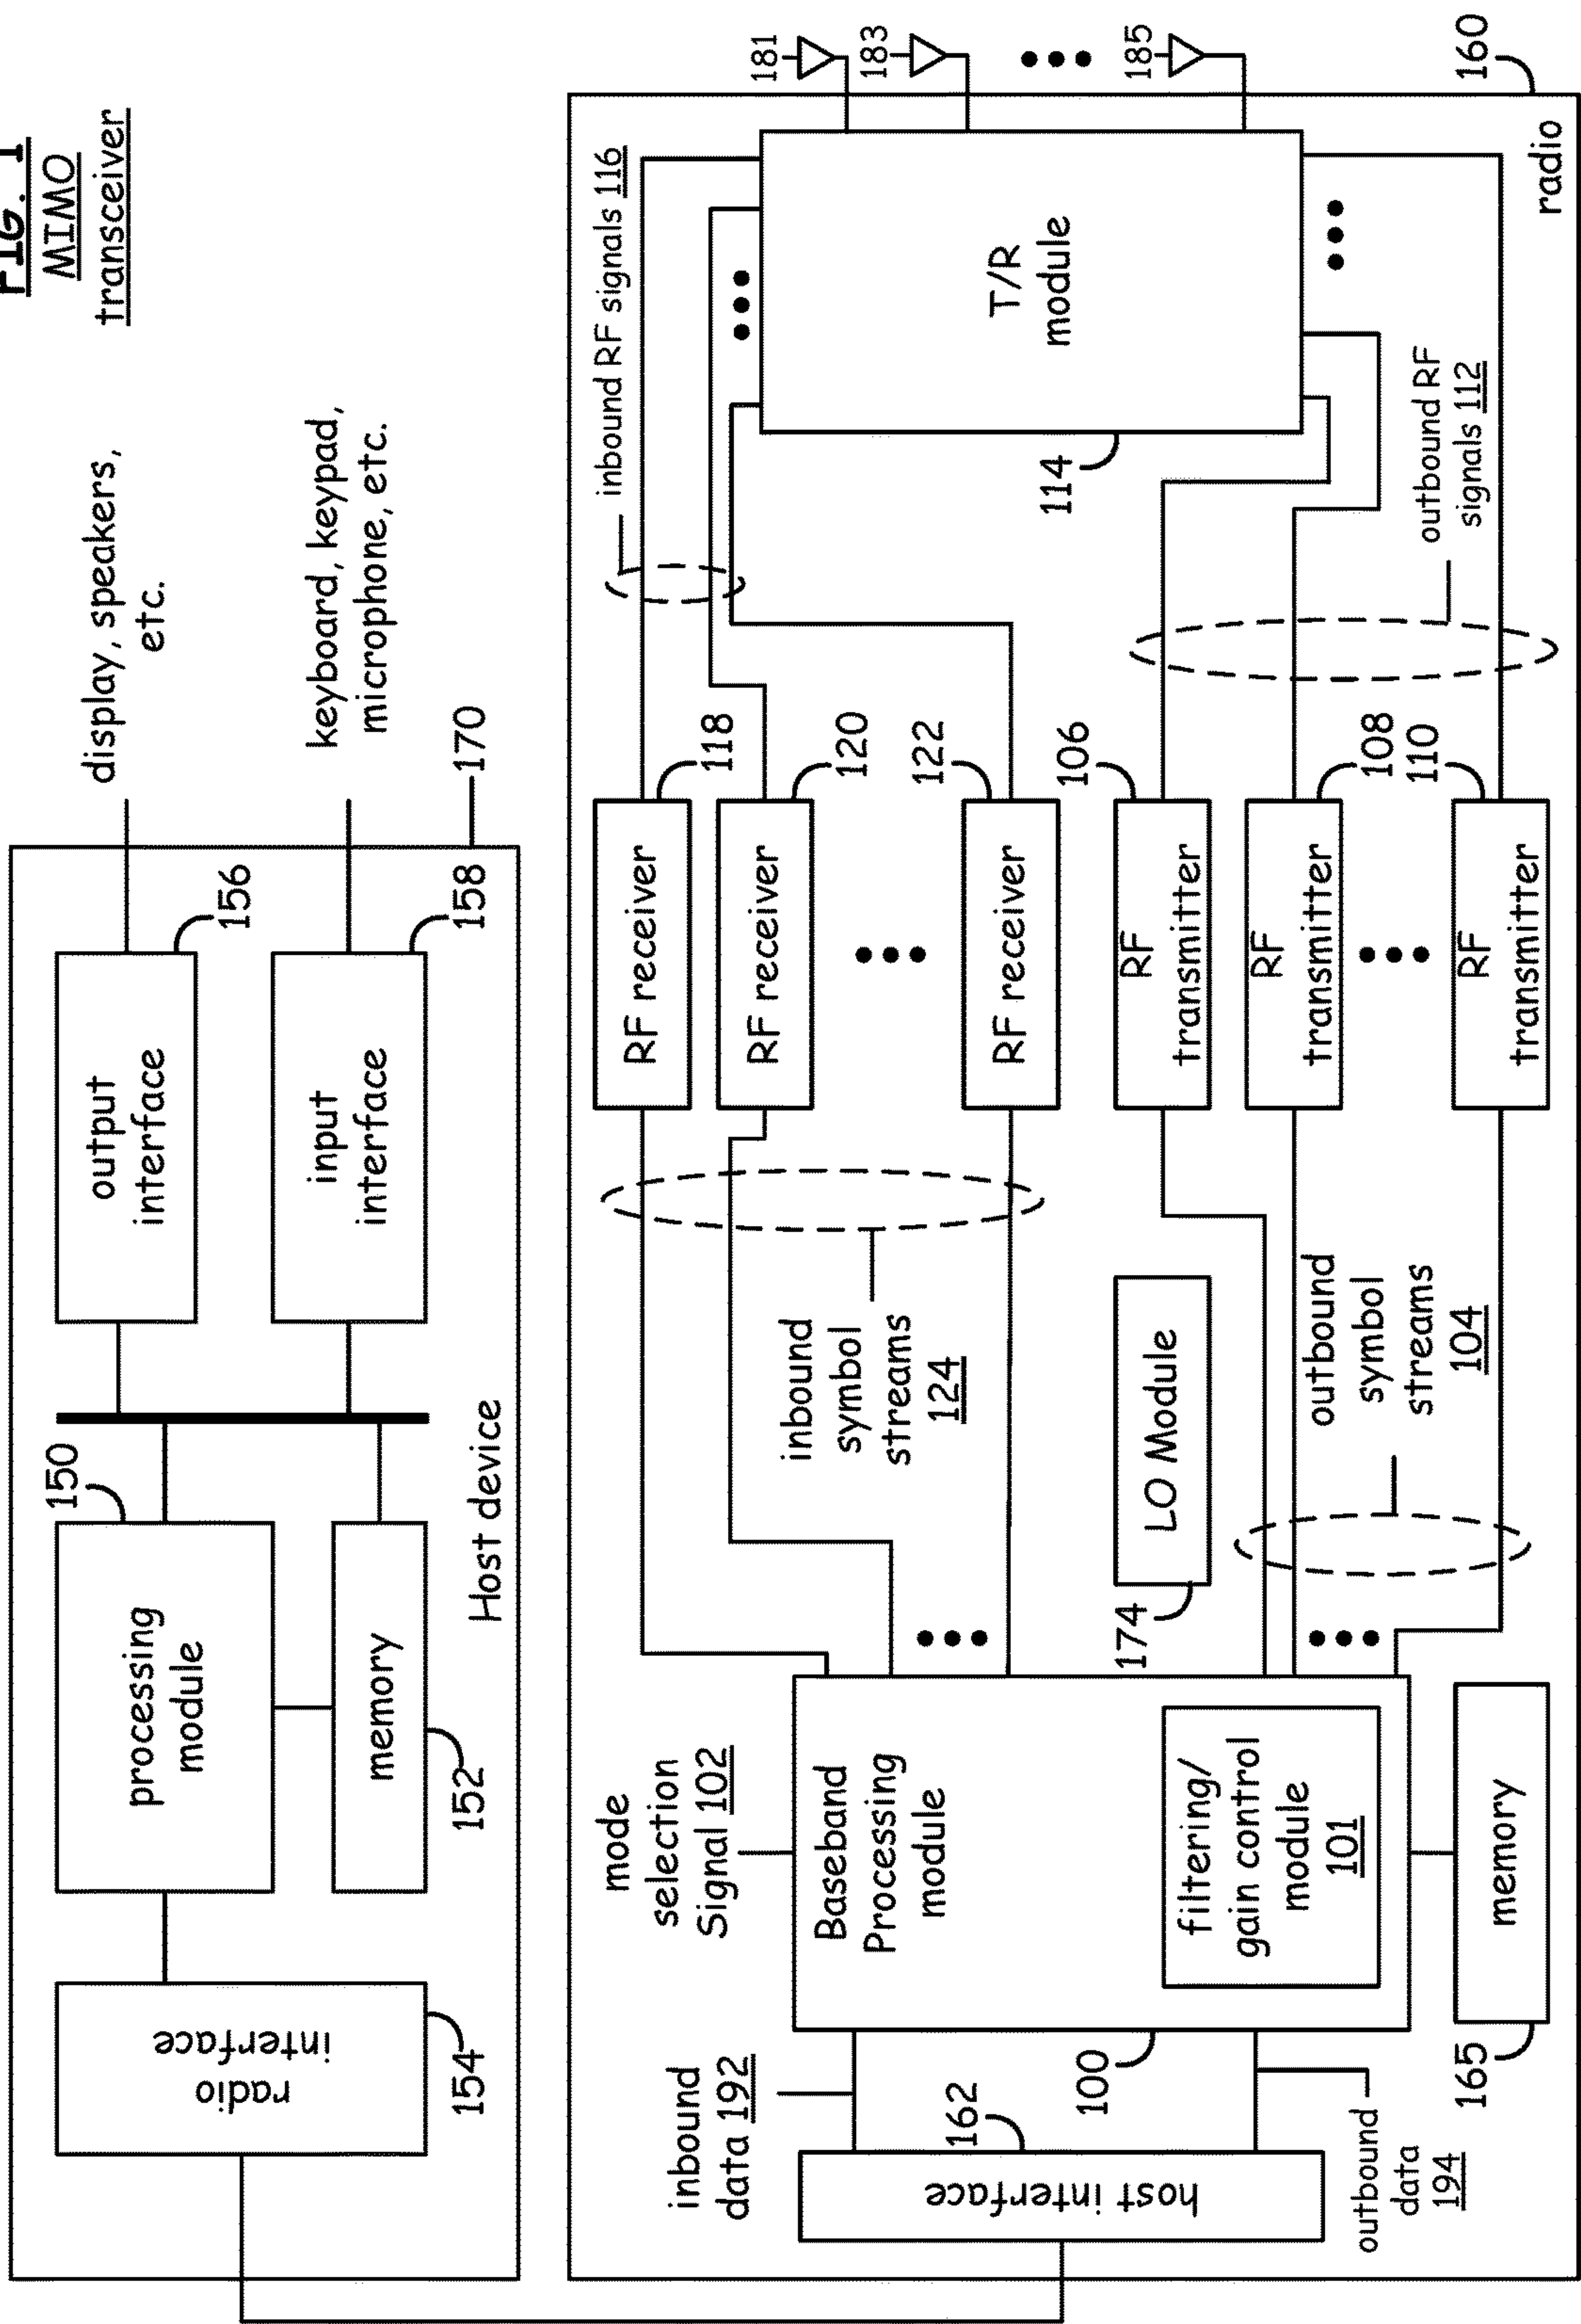 FIG. 1
MIMO
transceiver
display, speakers,
etc.
keyboard, keypad,
microphone, etc.
170
156
output
interface
158
input
interface
150
processing
module
memory
152
Host device
radio
interface
154
181
183
185
160
radio
inbound RF signals 116
T/R
module
114
outbound RF
signals 112
118
RF receiver
120
RF receiver
122
RF receiver
106
RF
transmitter
108
RF
transmitter
110
RF
transmitter
inbound
symbol
streams
124
LO Module
174
outbound
symbol
streams
104
mode
selection
Signal 102
Baseband
Processing
module
filtering/
gain control
module
101
100
memory
165
inbound
data 192
162
host interface
outbound
data
194